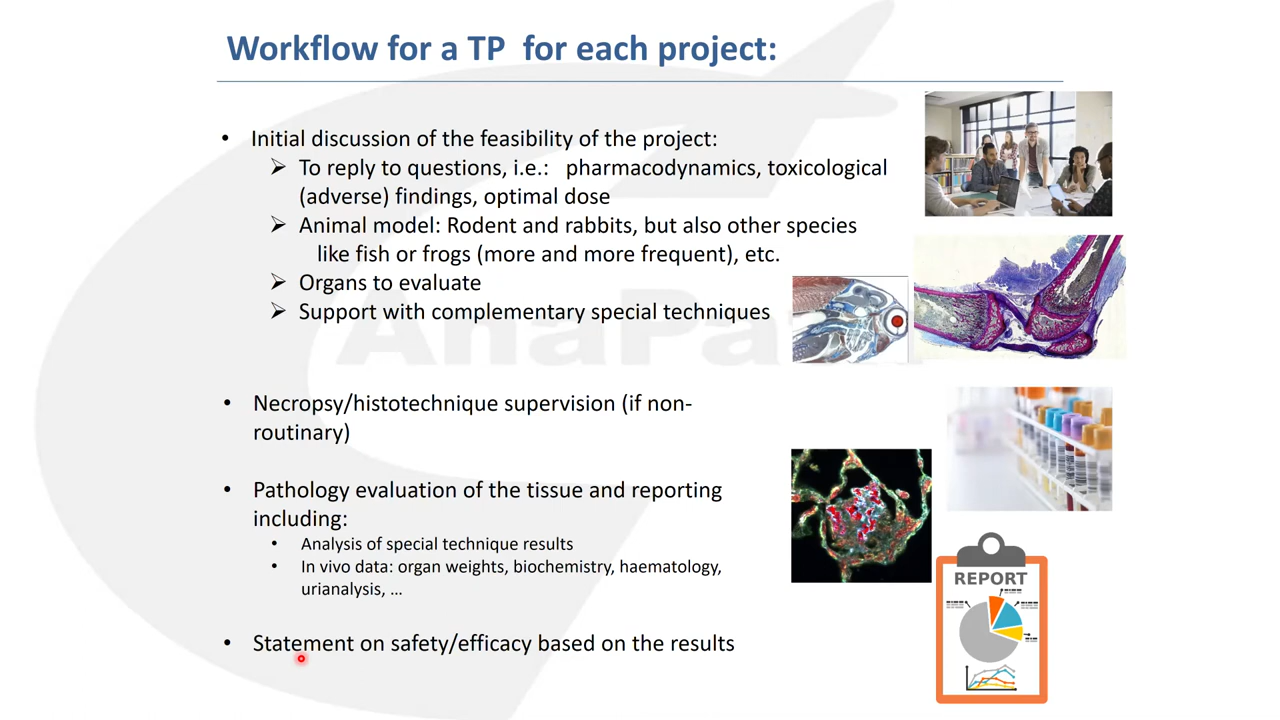 Workflow for a TP for each project:
• Initial discussion of the feasibility of the project:
➢ To reply to questions, i.e.: pharmacodynamics, toxicological
(adverse) findings, optimal dose
➢ Animal model: Rodent and rabbits, but also other species
like fish or frogs (more and more frequent), etc.
➢ Organs to evaluate
➢ Support with complementary special techniques
• Necropsy/histotechnique supervision (if non-
routinary)
• Pathology evaluation of the tissue and reporting
including:
• Analysis of special technique results
• In vivo data: organ weights, biochemistry, haematology,
urianalysis, ...
• Statement on safety/efficacy based on the results
REPORT